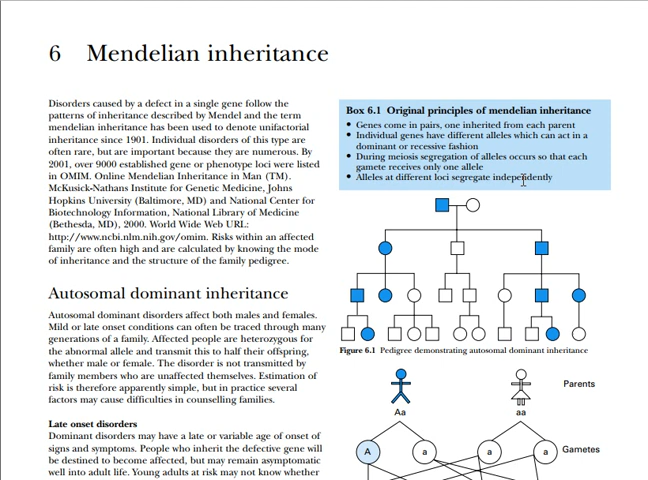 6 Mendelian inheritance
Disorders caused by a defect in a single gene follow the
patterns of inheritance described by Mendel and the term
mendelian inheritance has been used to denote unifactorial
inheritance since 1901. Individual disorders of this type are
often rare, but are important because they are numerous. By
2001, over 9000 established gene or phenotype loci were listed
in OMIM. Online Mendelian Inheritance in Man (TM).
McKusick-Nathans Institute for Genetic Medicine, Johns
Hopkins University (Baltimore, MD) and National Center for
Biotechnology Information, National Library of Medicine
(Bethesda, MD), 2000. World Wide Web URL:
http://www.ncbi.nlm.nih.gov/omim. Risks within an affected
family are often high and are calculated by knowing the mode
of inheritance and the structure of the family pedigree.
Autosomal dominant inheritance
Autosomal dominant disorders affect both males and females.
Mild or late onset conditions can often be traced through many
generations of a family. Affected people are heterozygous for
the abnormal allele and transmit this to half their offspring,
whether male or female. The disorder is not transmitted by
family members who are unaffected themselves. Estimation of
risk is therefore apparently simple, but in practice several
factors may cause difficulties in counselling families.
Late onset disorders
Dominant disorders may have a late or variable age of onset of
signs and symptoms. People who inherit the defective gene will
be destined to become affected, but may remain asymptomatic
well into adult life. Young adults at risk may not know whether
Box 6.1 Original principles of mendelian inheritance
• Genes come in pairs, one inherited from each parent
• Individual genes have different alleles which can act in a
dominant or recessive fashion
• During meiosis segregation of alleles occurs so that each
gamete receives only one allele
• Alleles at different loci segregate independently
Figure 6.1 Pedigree demonstrating autosomal dominant inheritance
Parents
Aa aa
A a a a Gametes